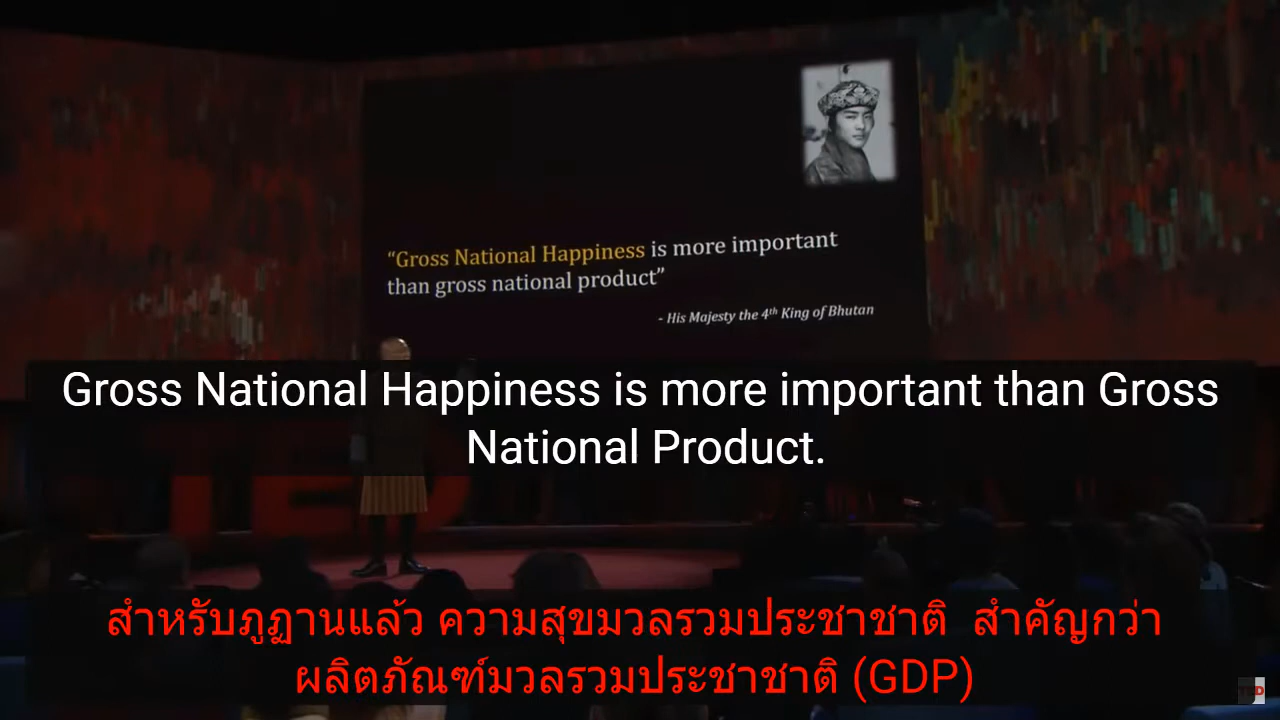 “Gross National Happiness is more important
than gross national product”
- His Majesty the 4th King of Bhutan
Gross National Happiness is more important than Gross
National Product.
TED
สำหรับภูฏานแล้ว ความสุขมวลรวมประชาชาติ สำคัญกว่า
ผลิตภัณฑ์มวลรวมประชาชาติ (GDP)
TED